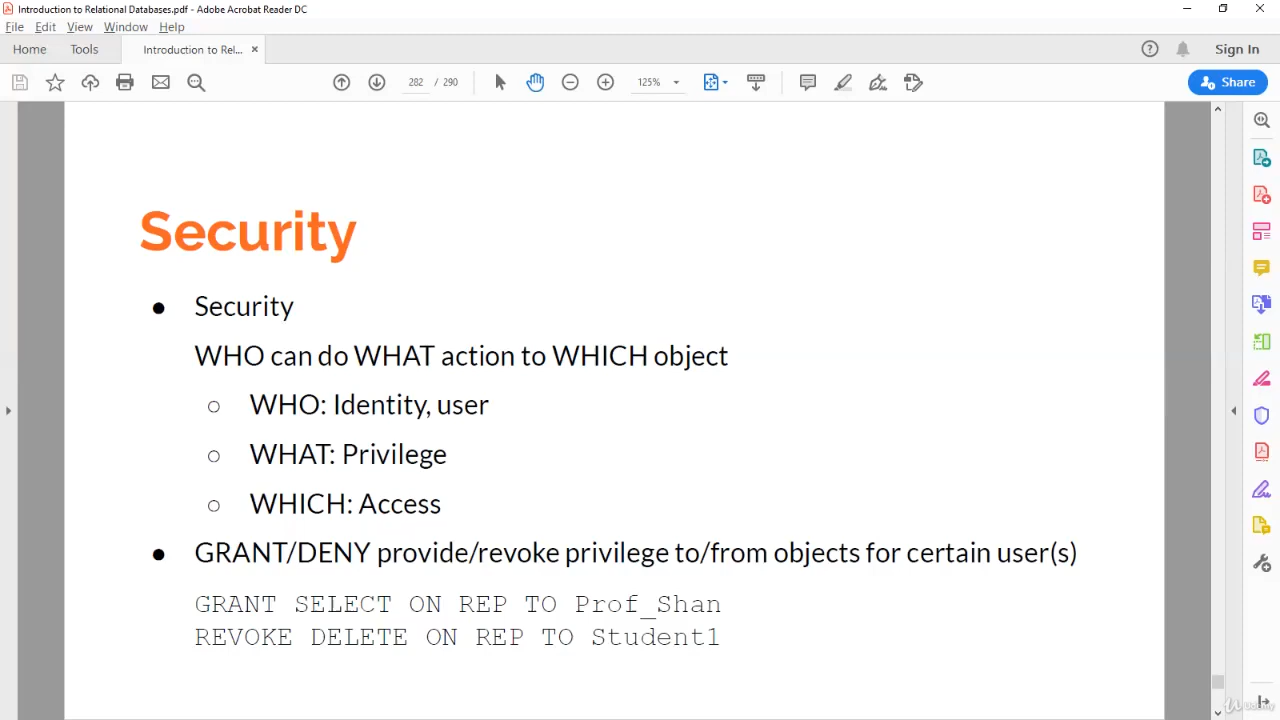 Introduction to Relational Databases.pdf - Adobe Acrobat Reader DC
File Edit View Window Help
Home Tools Introduction to Rel... × Sign In
282 / 290 125% Share
Security
● Security
WHO can do WHAT action to WHICH object
○ WHO: Identity, user
○ WHAT: Privilege
○ WHICH: Access
● GRANT/DENY provide/revoke privilege to/from objects for certain user(s)
GRANT SELECT ON REP TO Prof_Shan
REVOKE DELETE ON REP TO Student1
Udemy